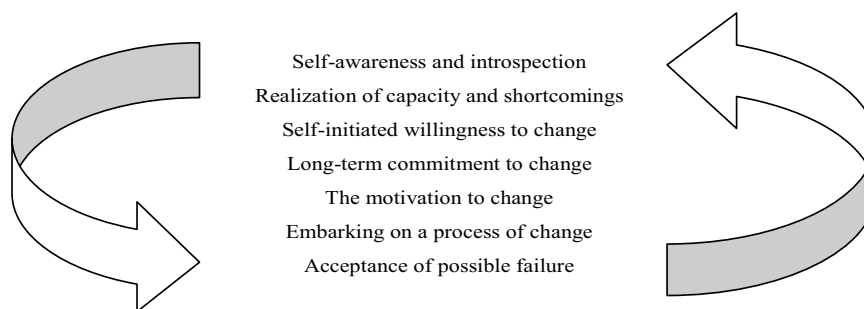 Self-awareness and introspection
Realization of capacity and shortcomings
Self-initiated willingness to change
Long-term commitment to change
The motivation to change
Embarking on a process of change
Acceptance of possible failure